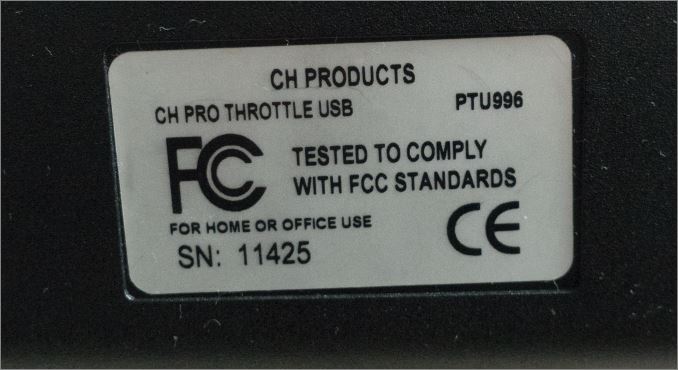 CH PRODUCTS
CH PRO THROTTLE USB PTU996
FC
TESTED TO COMPLY
WITH FCC STANDARDS
FOR HOME OR OFFICE USE
SN: 11425
CE